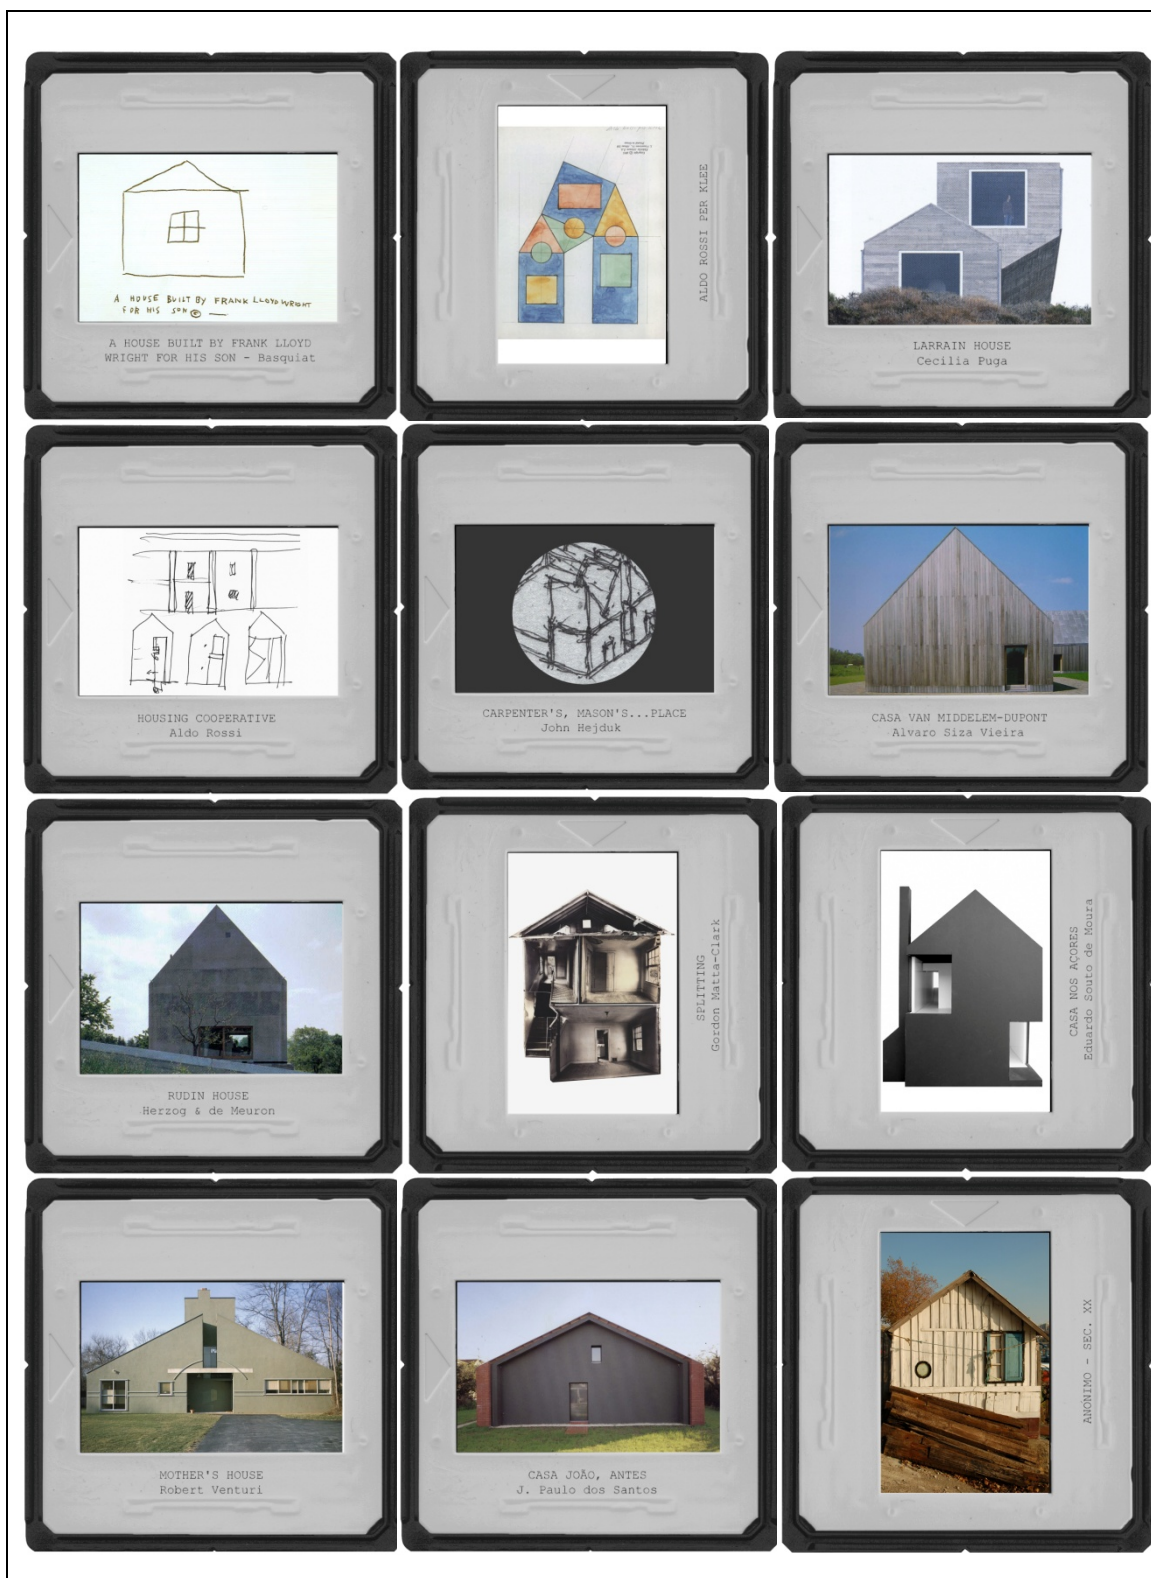 A HOUSE BUILT BY FRANK LLOYD WRIGHT
FOR HIS SON ©
A HOUSE BUILT BY FRANK LLOYD
WRIGHT FOR HIS SON - Basquiat
ALDO ROSSI PER KLEE
LARRAIN HOUSE
Cecilia Puga
HOUSING COOPERATIVE
Aldo Rossi
CARPENTER'S, MASON'S...PLACE
John Hejduk
CASA VAN MIDDELEM-DUPONT
Alvaro Siza Vieira
RUDIN HOUSE
Herzog & de Meuron
SPLITTING
Gordon Matta-Clark
CASA NOS AÇORES
Eduardo Souto de Moura
MOTHER'S HOUSE
Robert Venturi
CASA JOÃO, ANTES
J. Paulo dos Santos
ANONIMO - SEC. XX